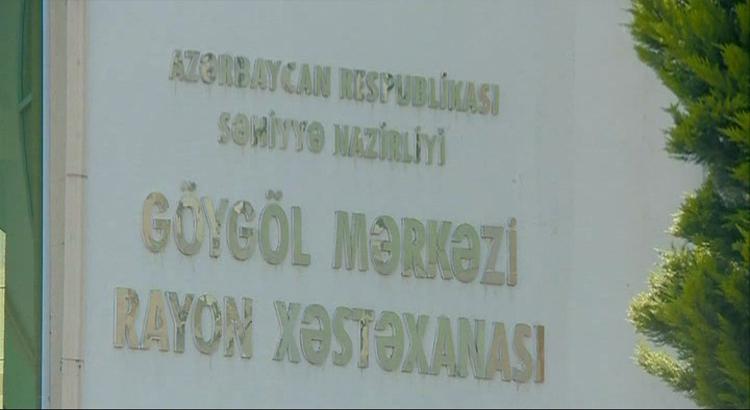 AZƏRBAYCAN RESPUBLİKASI
SƏHİYYƏ NAZİRLİYİ
GÖYGÖL MƏRKƏZİ
RAYON XƏSTƏXANASI